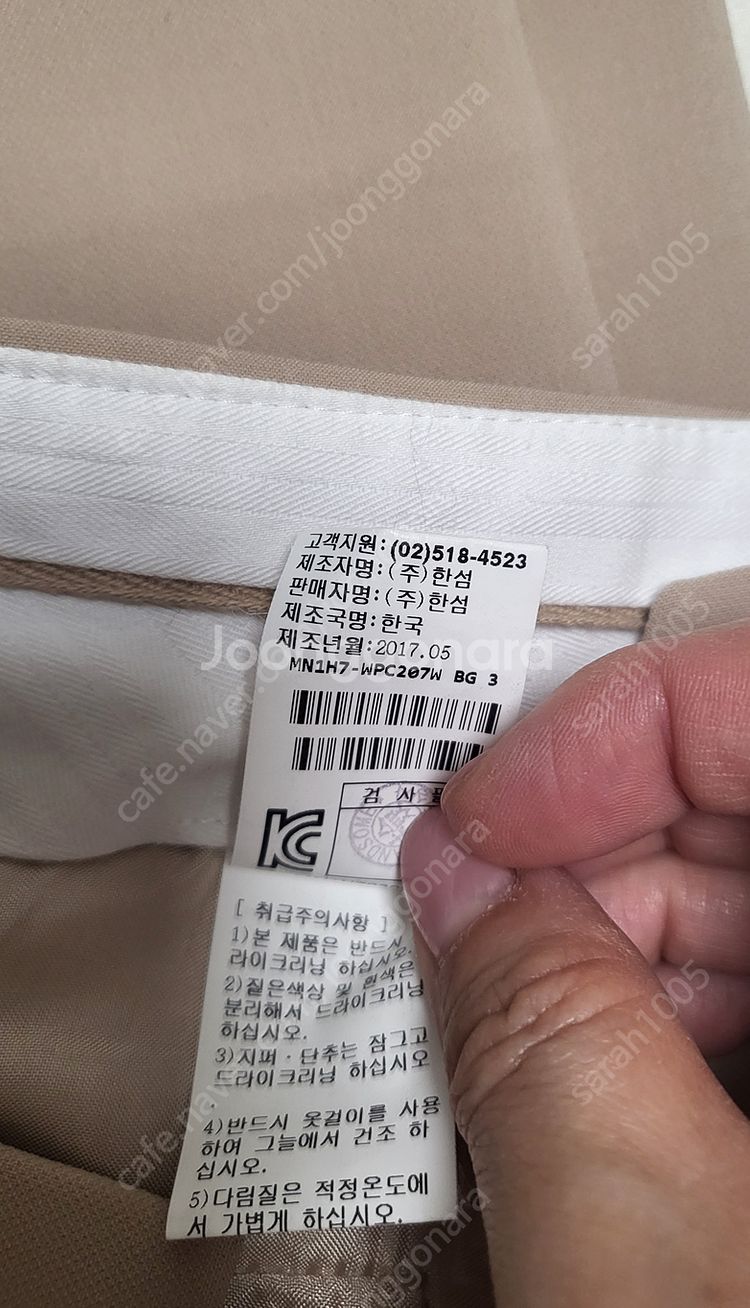 고객지원:(02)518-4523
제조자명:(주)한섬
판매자명:(주)한섬
제조국명:한국
제조년월:2017.05
MN1H7-WPC207W BG 3
검 사
[ 취급주의사항 ]
1)본 제품은 반드시
라이크리닝 하십시오.
2)짙은색상 및 흰색은
분리해서 드라이크리닝
하십시오.
3)지퍼·단추는 잠그고
드라이크리닝 하십시오
.
4)반드시 옷걸이를 사용
하여 그늘에서 건조 하
십시오.
5)다림질은 적정온도에
서 가볍게 하십시오.
Joonggonara
cafe.naver.com/joonggonara
sarah1005
sarah1005
sarah1005